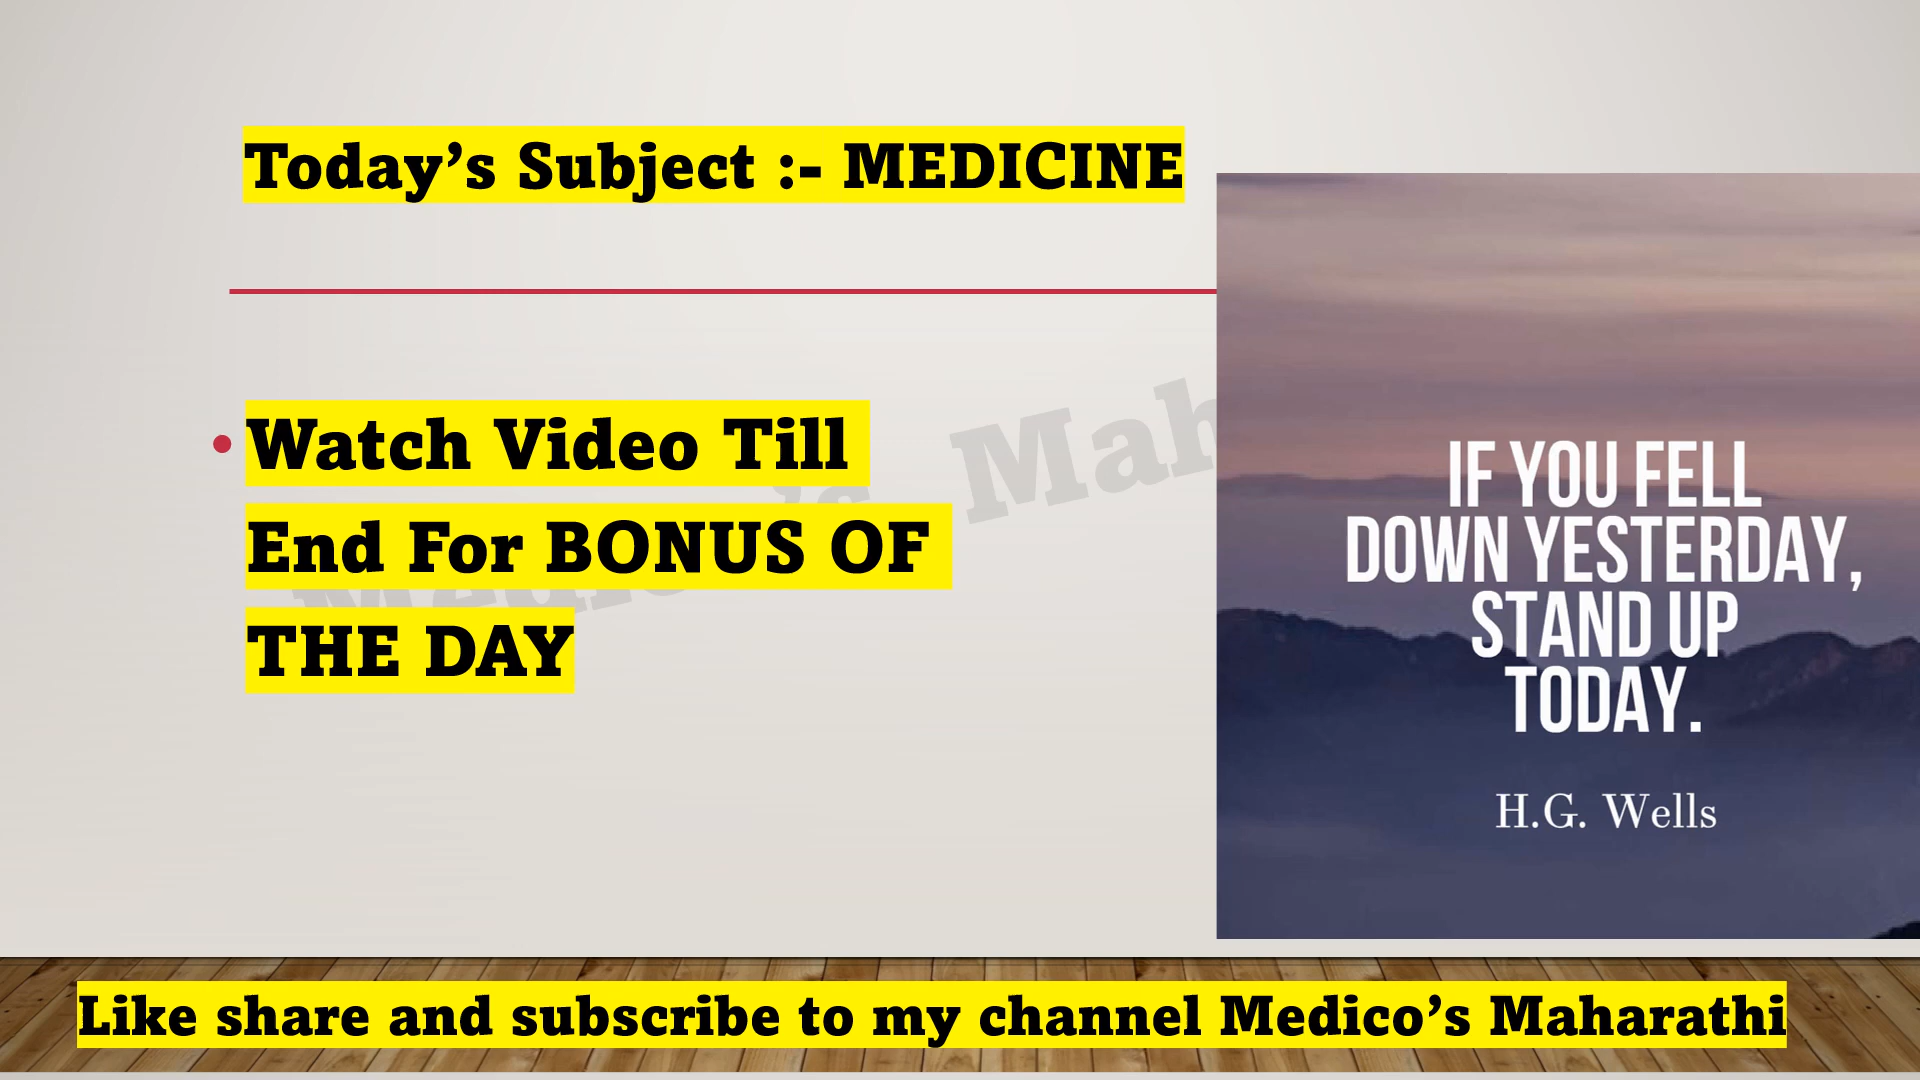 Today’s Subject :- MEDICINE
• Watch Video Till
End For BONUS OF
THE DAY
IF YOU FELL
DOWN YESTERDAY,
STAND UP
TODAY.
H.G. Wells
Like share and subscribe to my channel Medico’s Maharathi